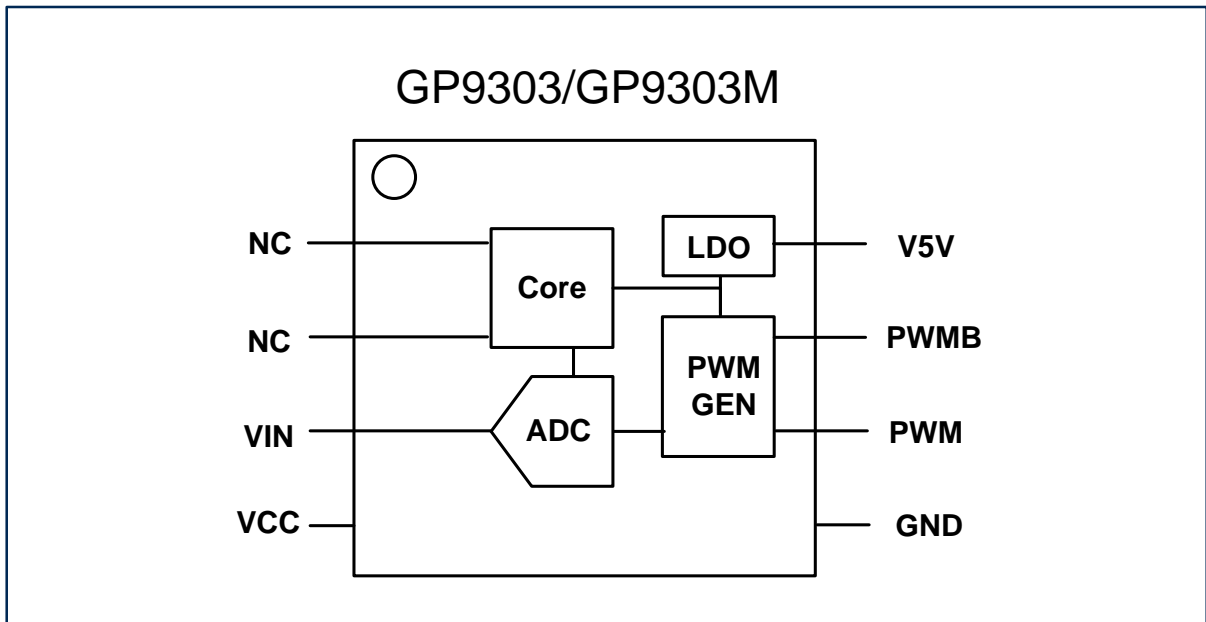 GP9303/GP9303M
NC
LDO
V5V
Core
NC
PWM
GEN
PWMB
VIN
ADC
PWM
VCC
GND